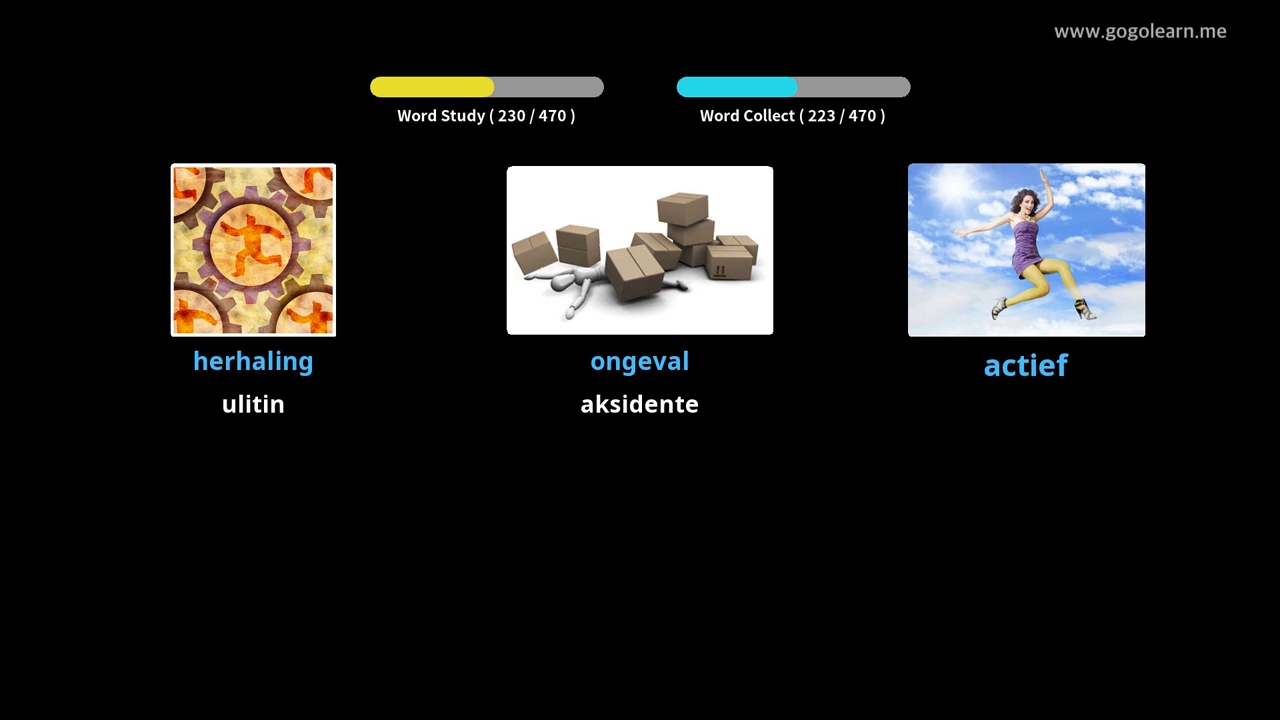 www.gogolearn.me
Word Study ( 230 / 470 )
Word Collect ( 223 / 470 )
herhaling
ulitin
ongeval
aksidente
actief